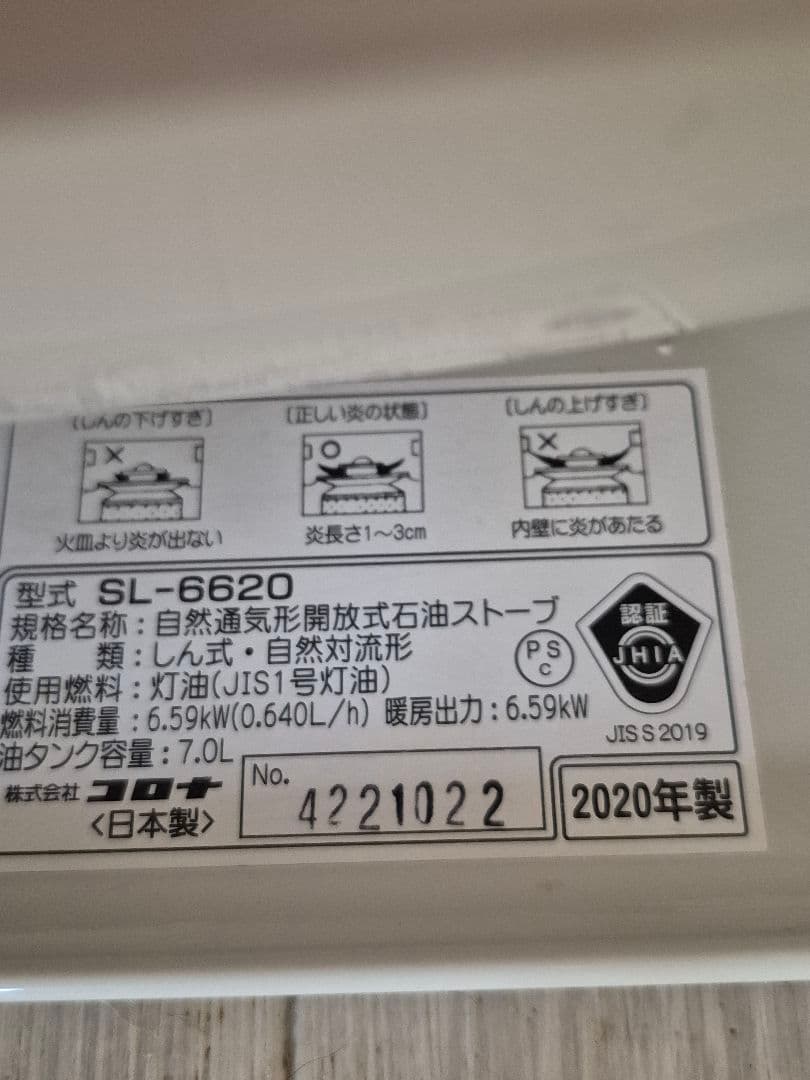 〔しんの下げすぎ〕 〔正しい炎の状態〕 〔しんの上げすぎ〕
火皿より炎が出ない 炎長さ1～3cm 内壁に炎があたる
型式 SL-6620
規格名称：自然通気形開放式石油ストーブ
種 類：しん式・自然対流形
使用燃料：灯油(JIS1号灯油)
燃料消費量：6.59kW(0.640L/h) 暖房出力：6.59kW
油タンク容量：7.0L
PS
C
認証
JHIA
JIS S 2019
株式会社 コロナ
<日本製>
No. 4221022
2020年製